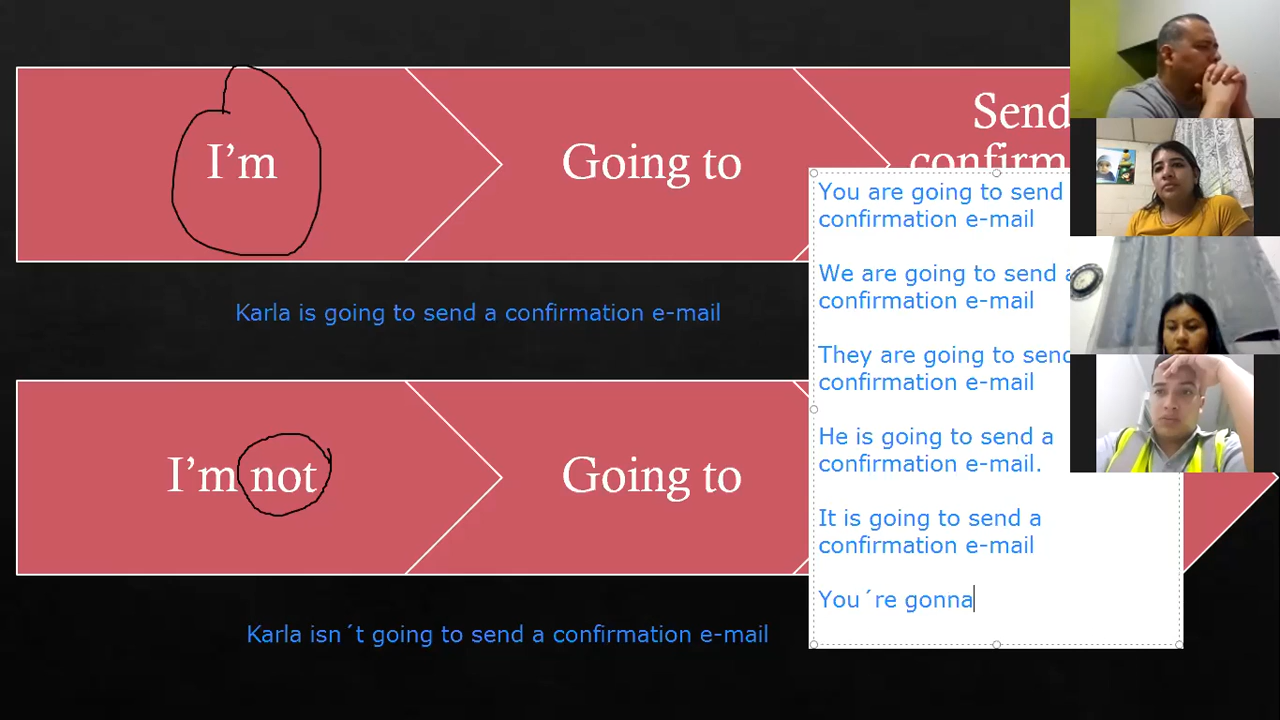 I’m
Going to
Send
confirm
Karla is going to send a confirmation e-mail
I’m not
Going to
Karla isn´t going to send a confirmation e-mail
You are going to send
confirmation e-mail
We are going to send a
confirmation e-mail
They are going to send
confirmation e-mail
He is going to send a
confirmation e-mail.
It is going to send a
confirmation e-mail
You´re gonna